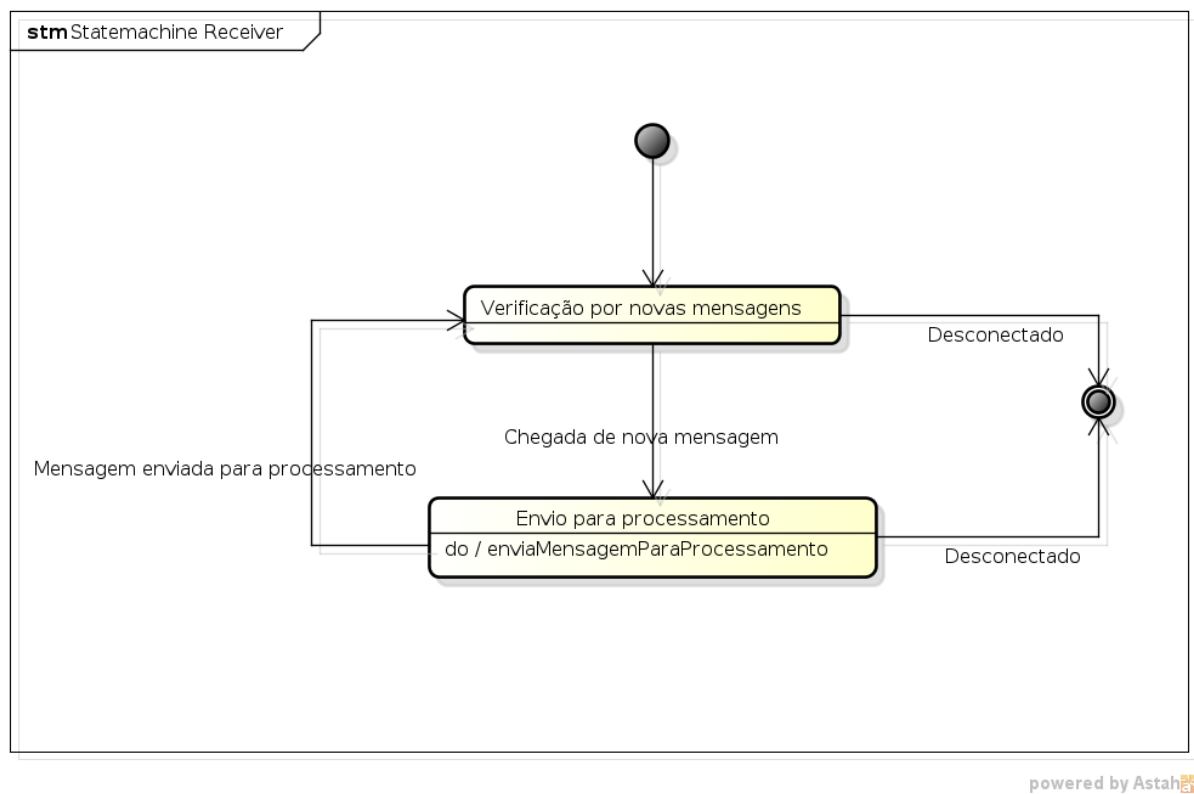 stm Statemachine Receiver
Verificação por novas mensagens
Desconectado
Chegada de nova mensagem
Mensagem enviada para processamento
Envio para processamento
do / enviaMensagemParaProcessamento
Desconectado
powered by Astah